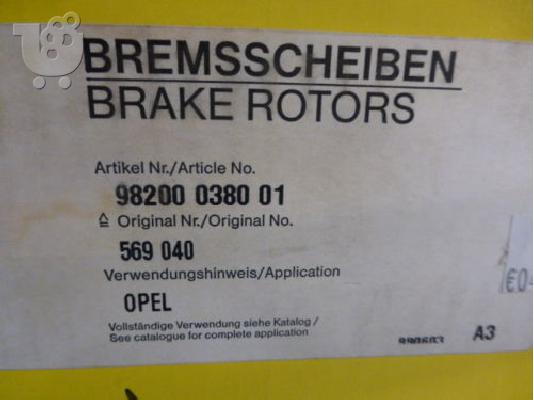 BREMSSCHEIBEN
BRAKE ROTORS
Artikel Nr./Article No.
98200 0380 01
≙ Original Nr./Original No.
569 040
Verwendungshinweis/Application
OPEL
Vollständige Verwendung siehe Katalog/
See catalogue for complete application
A3